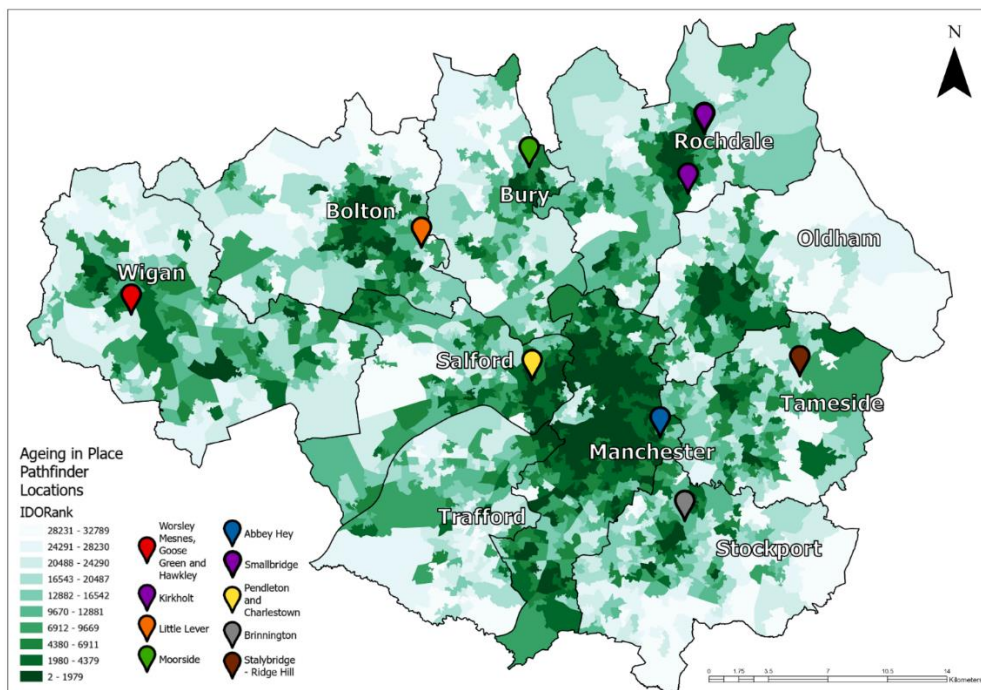 N
Rochdale
Bury
Bolton
Oldham
Wigan
Salford
Tameside
Manchester
Trafford
Stockport
Ageing in Place
Pathfinder
Locations
IDORank
28231 - 32789
24291 - 28230
20488 - 24290
16543 - 20487
12882 - 16542
9670 - 12881
6912 - 9669
4380 - 6911
1980 - 4379
2 - 1979
Worsley
Mesnes,
Goose
Green and
Hawkley
Kirkholt
Little Lever
Moorside
Abbey Hey
Smallbridge
Pendleton
and
Charlestown
Brinnington
Stalybridge
- Ridge Hill
0 1.75 3.5 7 10.5 14
Kilometers